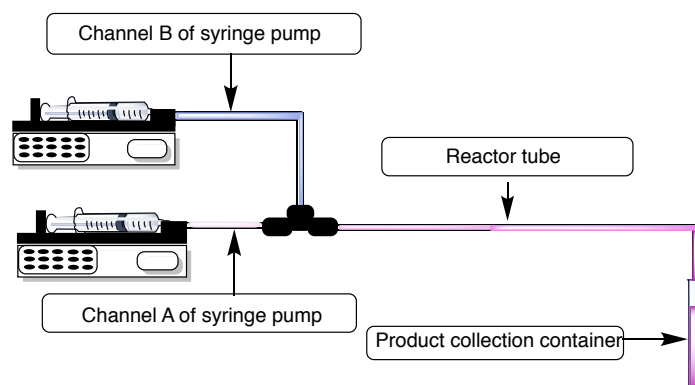 Channel B of syringe pump
Reactor tube
Channel A of syringe pump
Product collection container